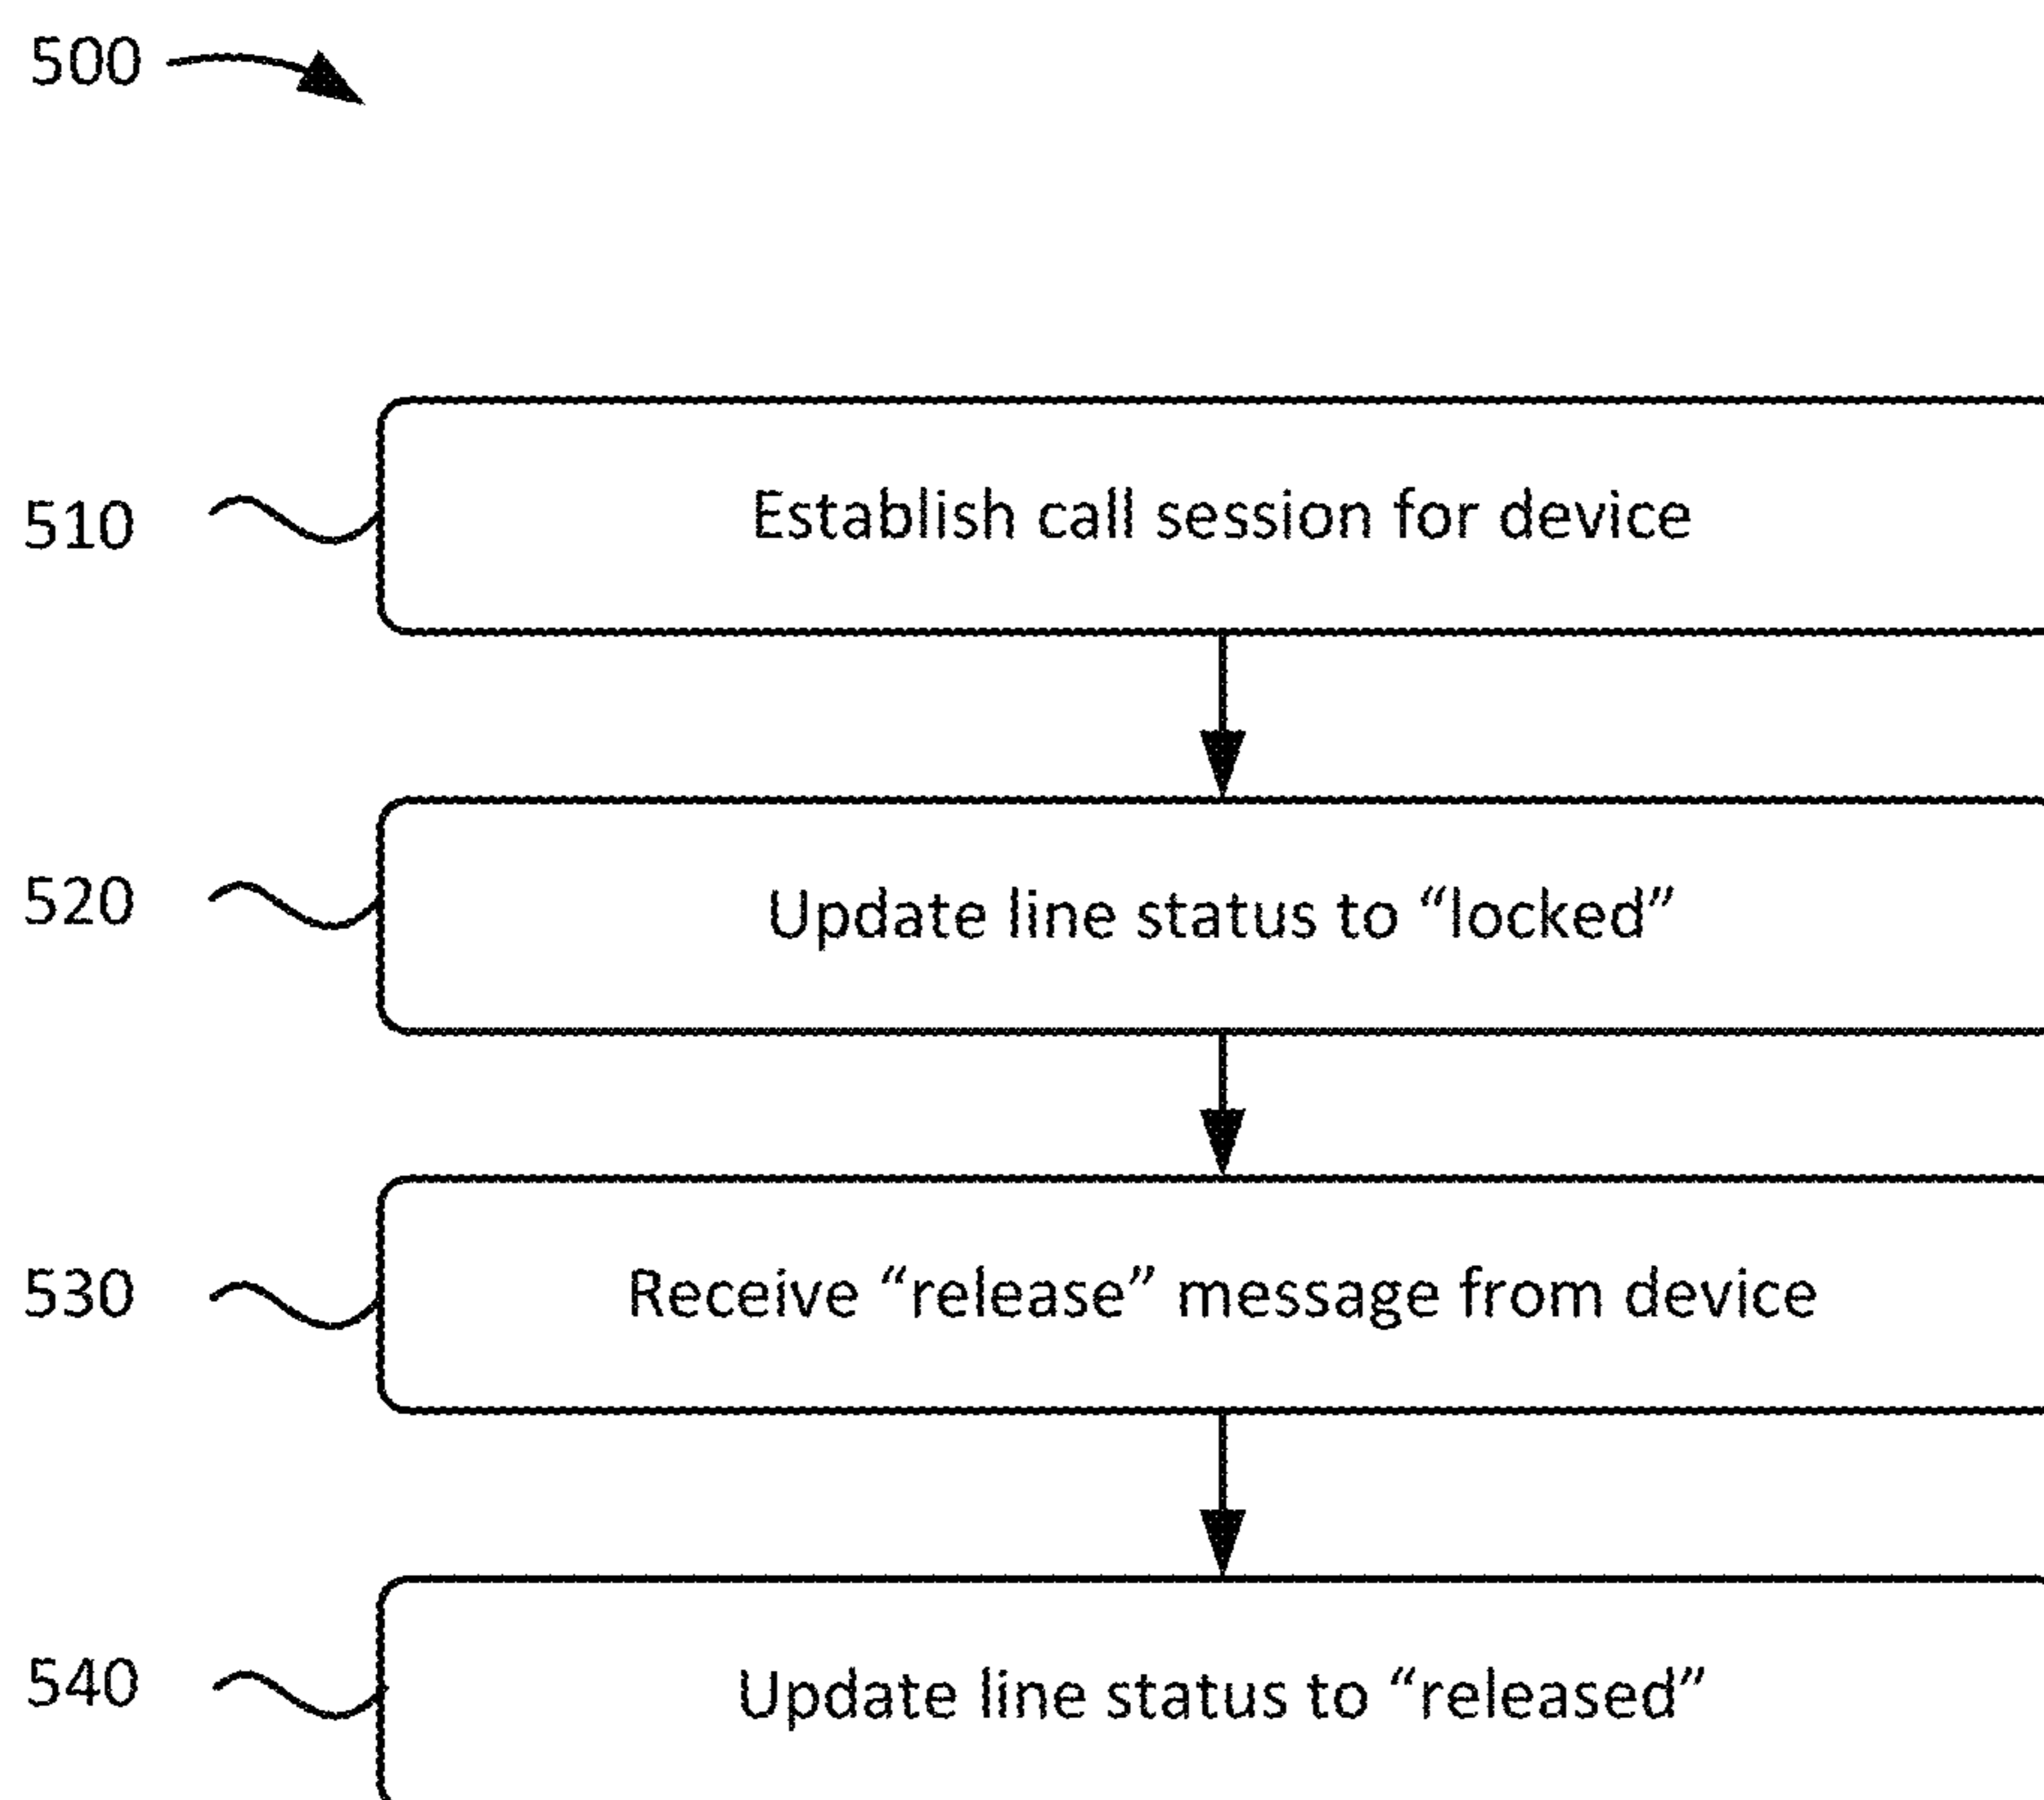 500
510
Establish call session for device
520
Update line status to “locked”
530
Receive “release” message from device
540
Update line status to “released”